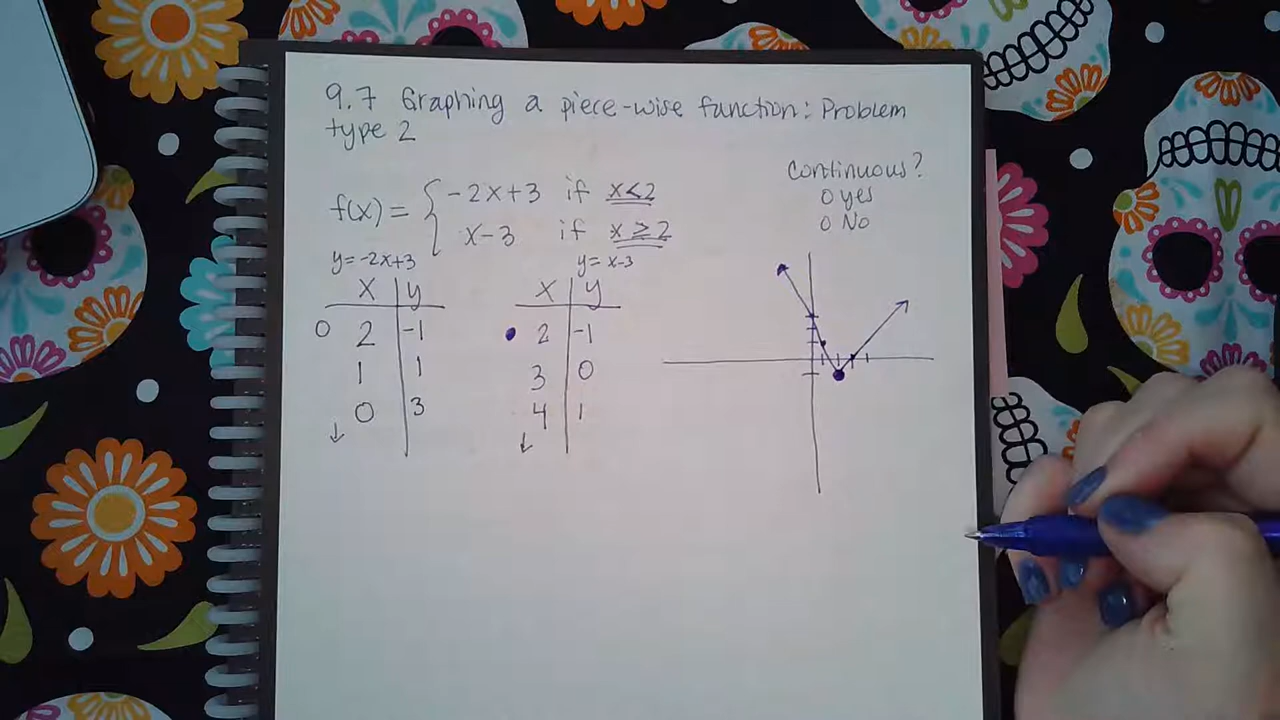 9.7 Graphing a piece-wise function: Problem
type 2
Continuous?
O yes
O No
f(x) = { -2x+3 if x<2
x-3 if x≥2
y=-2x+3
x y
O 2 -1
1 1
0 3
↓
y=x-3
x y
• 2 -1
3 0
4 1
↓